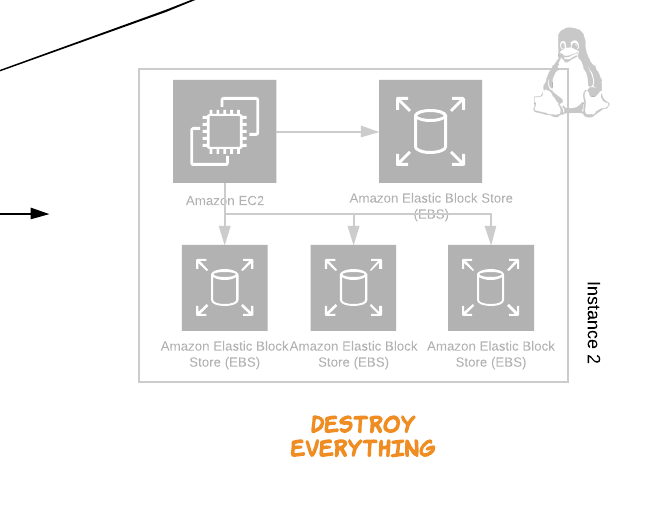 Amazon EC2
Amazon Elastic Block Store
(EBS)
Amazon Elastic Block
Store (EBS)
Amazon Elastic Block
Store (EBS)
Amazon Elastic Block
Store (EBS)
Instance 2
DESTROY
EVERYTHING